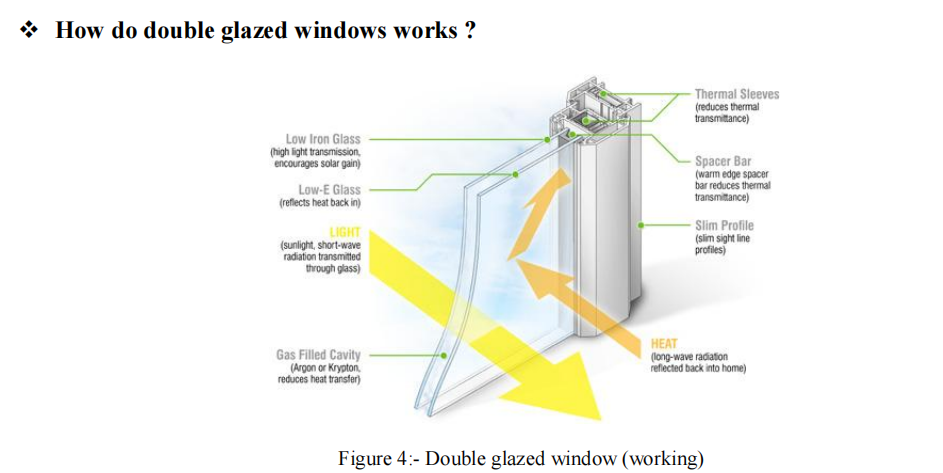 ❖ How do double glazed windows works ?
Thermal Sleeves
(reduces thermal
transmittance)
Low Iron Glass
(high light transmission,
encourages solar gain)
Spacer Bar
(warm edge spacer
bar reduces thermal
transmittance)
Low-E Glass
(reflects heat back in)
Slim Profile
(slim sight line
profiles)
LIGHT
(sunlight, short-wave
radiation transmitted
through glass)
HEAT
(long-wave radiation
reflected back into home)
Gas Filled Cavity
(Argon or Krypton,
reduces heat transfer)
Figure 4:- Double glazed window (working)